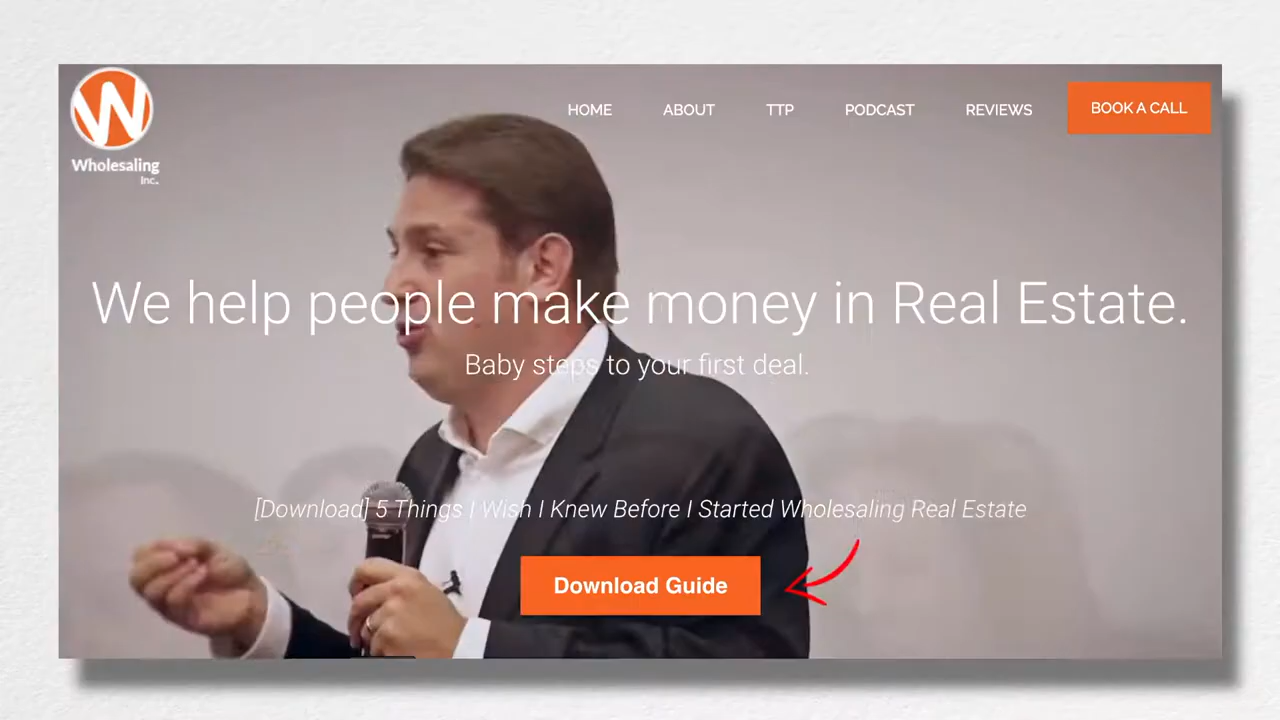 Wholesaling
Inc.
HOME ABOUT TTP PODCAST REVIEWS BOOK A CALL
We help people make money in Real Estate.
Baby steps to your first deal.
[Download] 5 Things I Wish I Knew Before I Started Wholesaling Real Estate
Download Guide